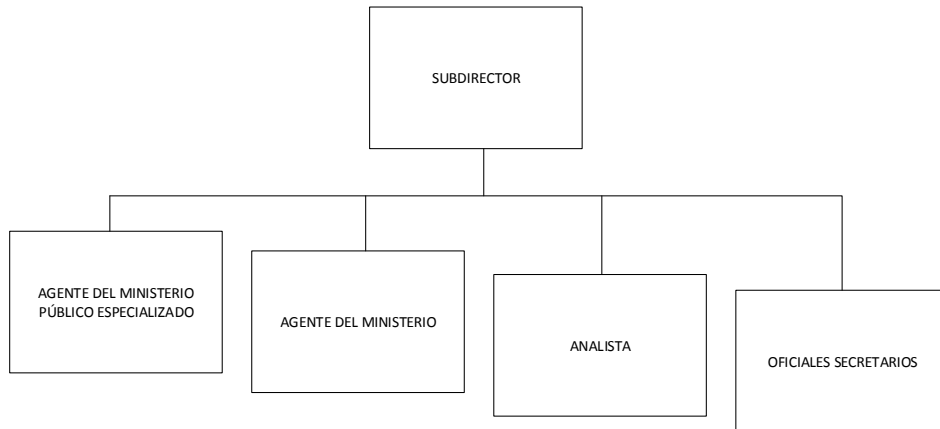 SUBDIRECTOR
AGENTE DEL MINISTERIO
PÚBLICO ESPECIALIZADO
AGENTE DEL MINISTERIO
ANALISTA
OFICIALES SECRETARIOS